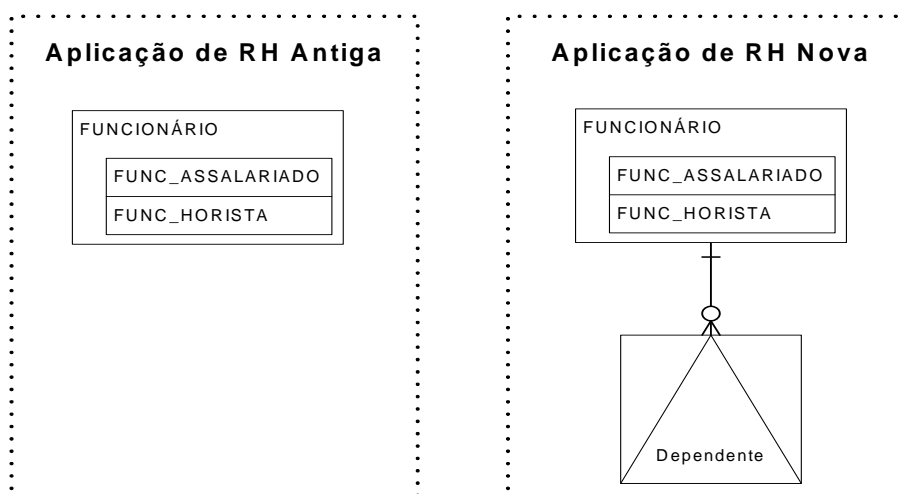 Aplicação de RH Antiga
FUNCIONÁRIO
FUNC_ASSALARIADO
FUNC_HORISTA
Aplicação de RH Nova
FUNCIONÁRIO
FUNC_ASSALARIADO
FUNC_HORISTA
Dependente